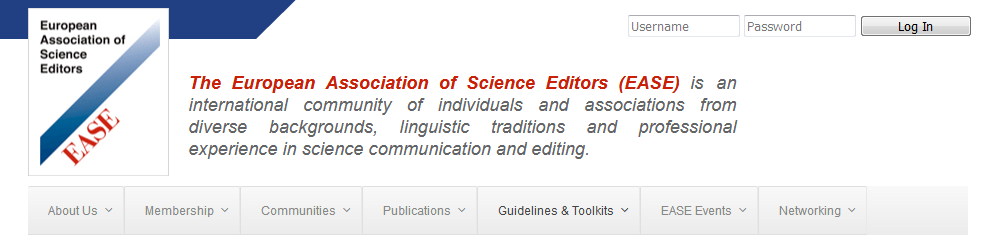 European
Association of
Science
Editors
EASE
Username
Password
Log In
The European Association of Science Editors (EASE) is an
international community of individuals and associations from
diverse backgrounds, linguistic traditions and professional
experience in science communication and editing.
About Us
Membership
Communities
Publications
Guidelines & Toolkits
EASE Events
Networking